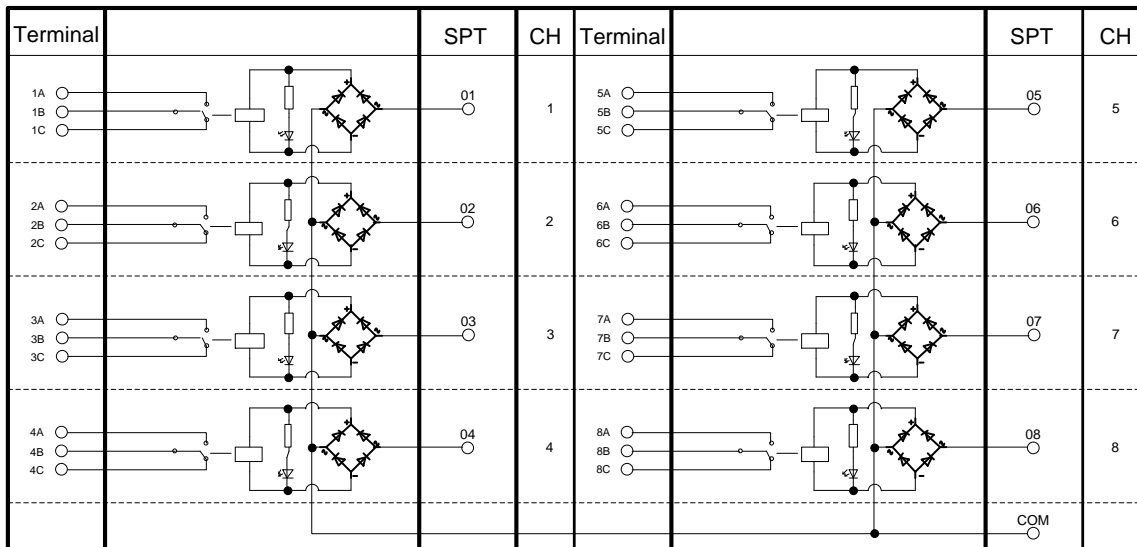 Terminal SPT CH Terminal SPT CH
1A 01 1 5A 05 5
1B 5B
1C 5C
2A 02 2 6A 06 6
2B 6B
2C 6C
3A 03 3 7A 07 7
3B 7B
3C 7C
4A 04 4 8A 08 8
4B 8B
4C 8C
COM